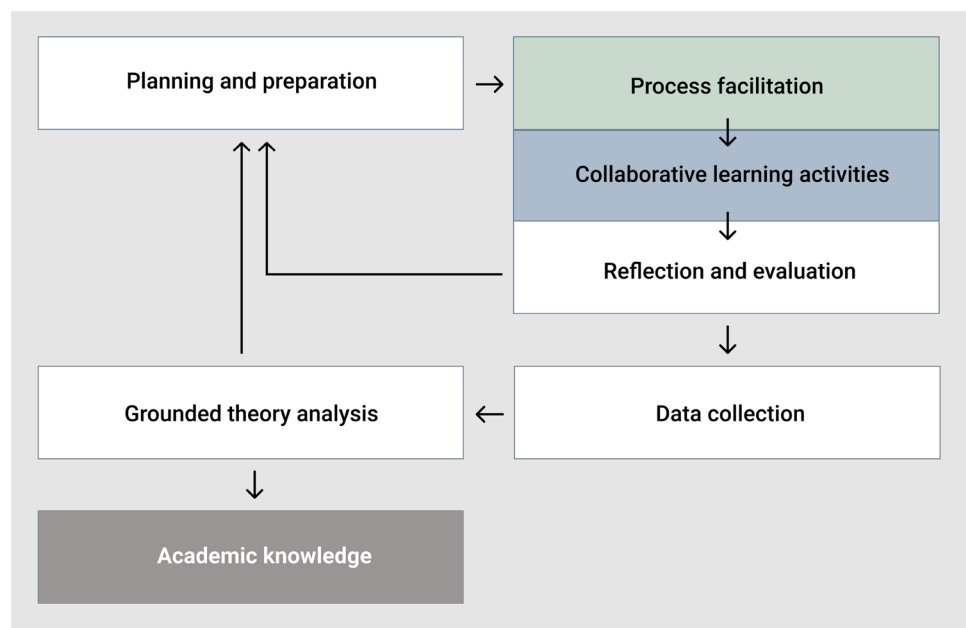 Planning and preparation
Process facilitation
Collaborative learning activities
Reflection and evaluation
Grounded theory analysis
Data collection
Academic knowledge